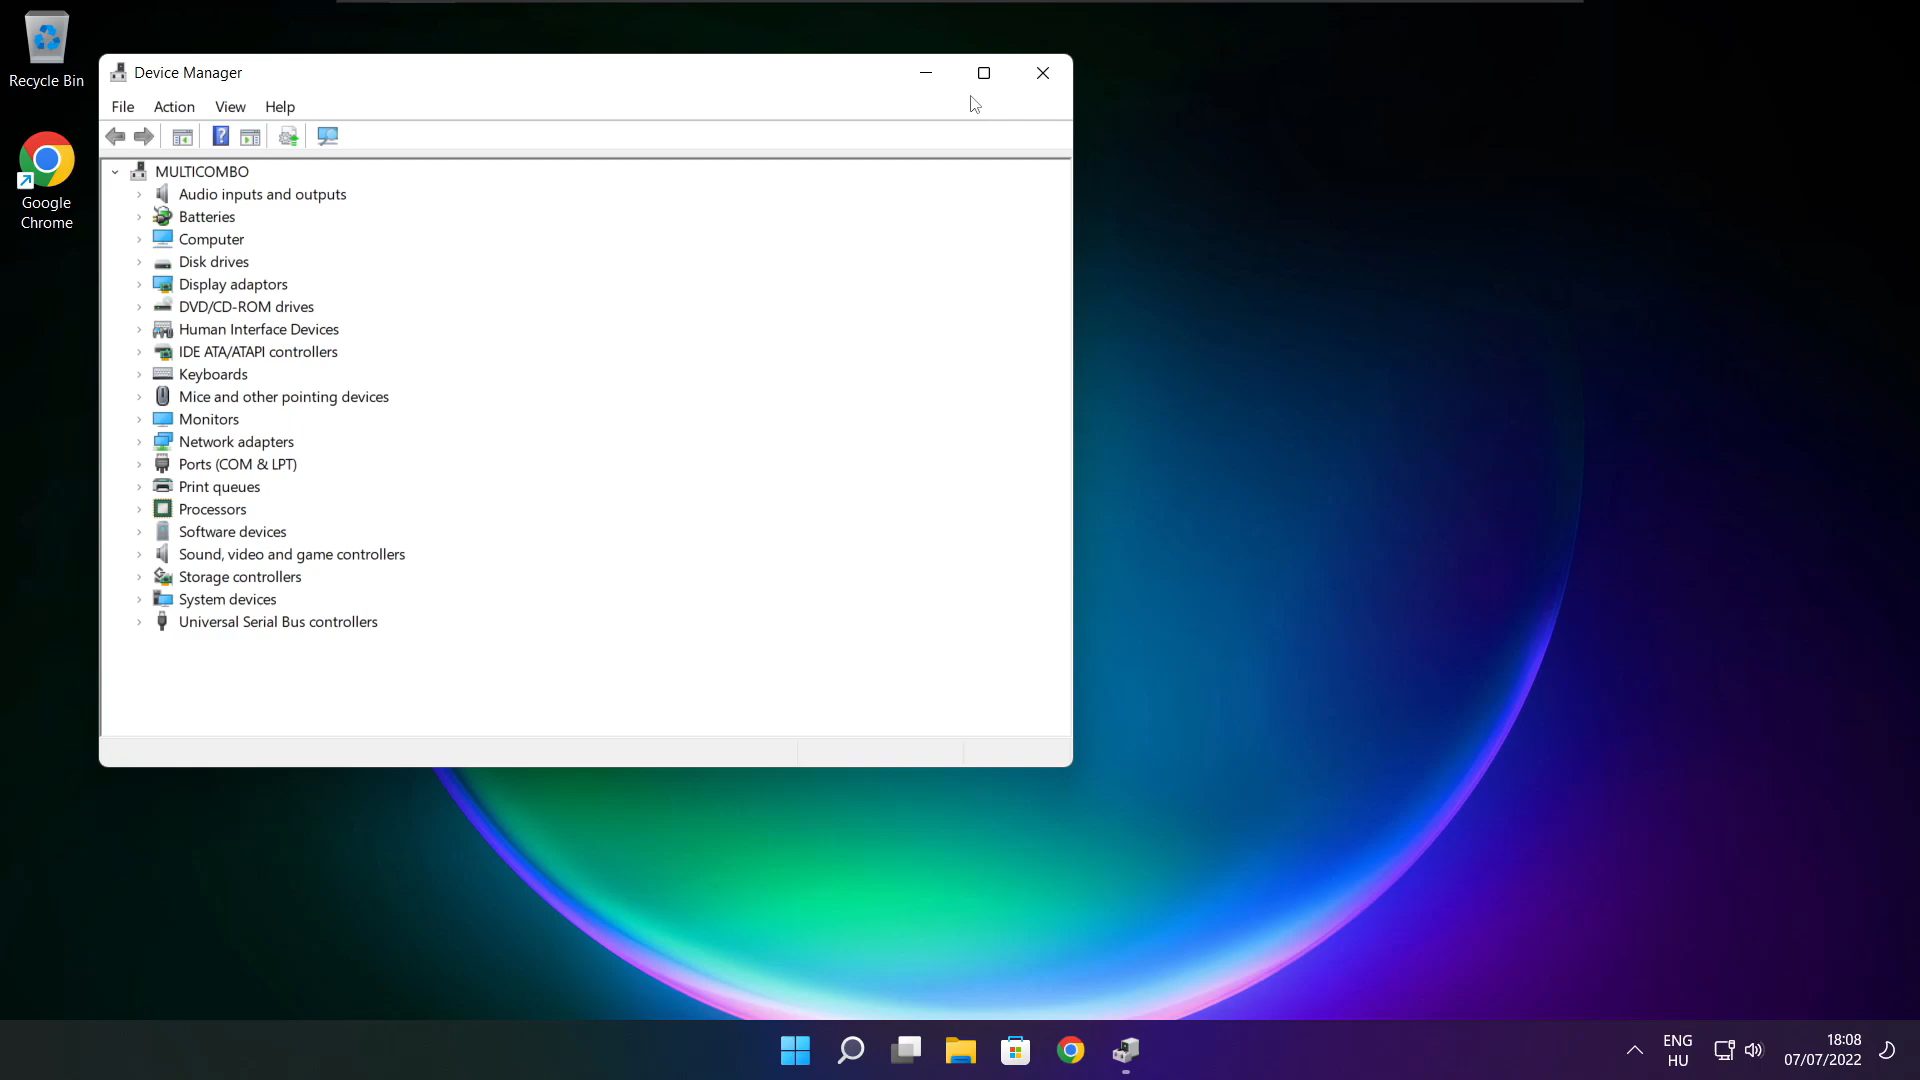 Recycle Bin
Google
Chrome
Device Manager
File Action View Help
MULTICOMBO
Audio inputs and outputs
Batteries
Computer
Disk drives
Display adaptors
DVD/CD-ROM drives
Human Interface Devices
IDE ATA/ATAPI controllers
Keyboards
Mice and other pointing devices
Monitors
Network adapters
Ports (COM & LPT)
Print queues
Processors
Software devices
Sound, video and game controllers
Storage controllers
System devices
Universal Serial Bus controllers
ENG
HU
18:08
07/07/2022